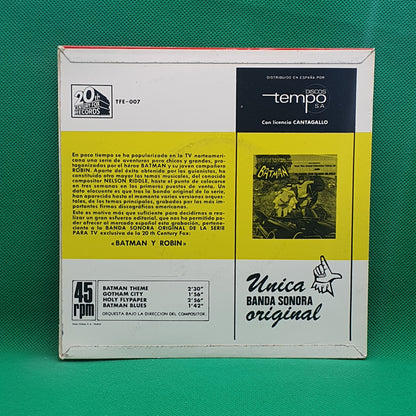 20th
CENTURY FOX
RECORDS
TFE-007
DISTRIBUIDO EN ESPAÑA POR
DISCOS
tempo
S.A.
Con licencia CANTAGALLO
En poco tiempo se ha popularizado en la TV norteameri-
cana una serie de aventuras para chicos y grandes, pro-
tagonizadas por el héroe BATMAN y su joven compañero
ROBIN. Aparte del éxito obtenido por los guionistas, ha
constituido otro mayor los temas musicales, del conocido
compositor NELSON RIDDLE, hasta el punto de colocarse
en tres semanas en los primeros puestos de venta. Un
dato elocuente es que tras la banda original de la serie,
han aparecido hasta el momento varias versiones orques-
tales, de los temas principales, grabados por las más im-
portantes firmas discográficas americanas.
Este es motivo más que suficiente para decidirnos a rea-
lizar un gran esfuerzo editorial, que nos ha permitido po-
der ofrecer al mercado español esta grabación, pertene-
ciente a la BANDA SONORA ORIGINAL DE LA SERIE
PARA TV exclusiva de la 20 th Century Fox:
«BATMAN Y ROBIN»
BATMAN
45
rpm
BATMAN THEME 2'30"
GOTHAM CITY 1'56"
HOLY FLYPAPER 2'56"
BATMAN BLUES 1'42"
ORQUESTA BAJO LA DIRECCION DEL COMPOSITOR
Unica
BANDA SONORA
original